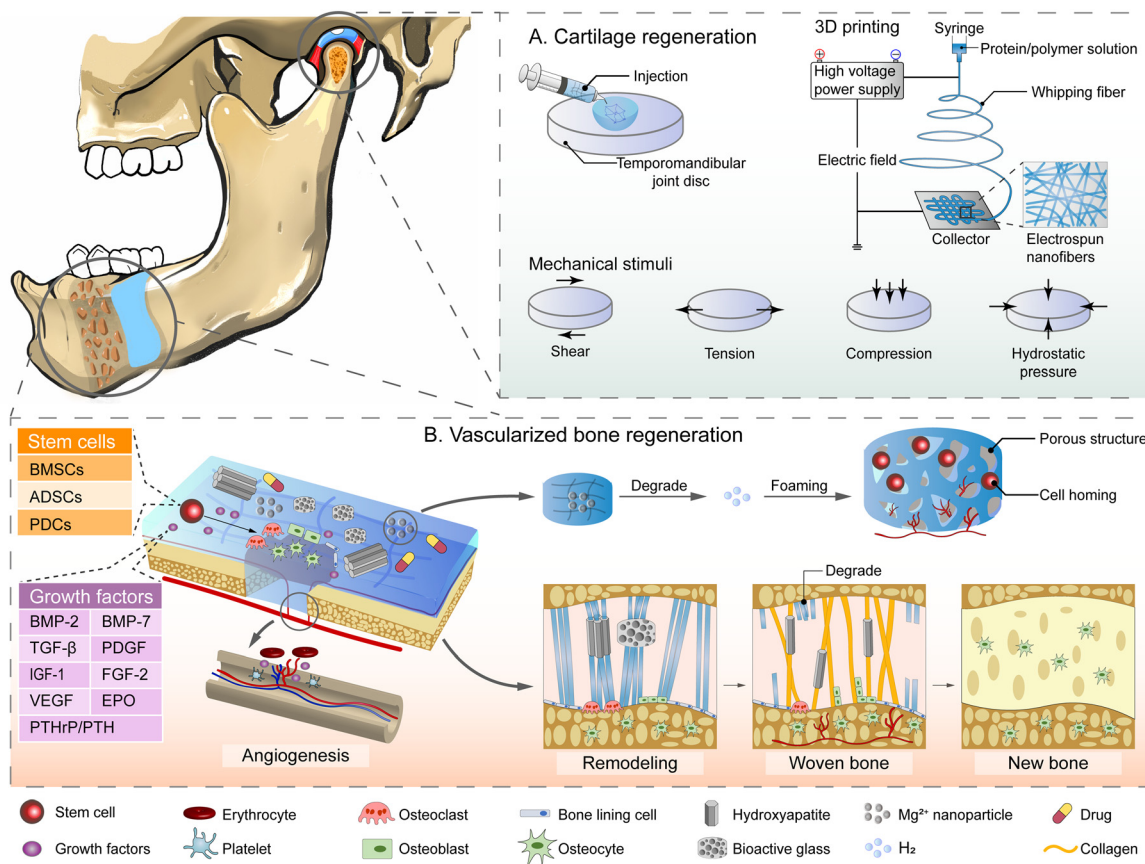 A. Cartilage regeneration
Injection
Temporomandibular
joint disc
3D printing
Syringe
Protein/polymer solution
+
−
High voltage
power supply
Whipping fiber
Electric field
Collector
Electrospun
nanofibers
Mechanical stimuli
Shear
Tension
Compression
Hydrostatic
pressure
B. Vascularized bone regeneration
Stem cells
BMSCs
ADSCs
PDCs
Growth factors
BMP-2 BMP-7
TGF-β PDGF
IGF-1 FGF-2
VEGF EPO
PTHrP/PTH
Angiogenesis
Degrade
Foaming
Porous structure
Cell homing
Degrade
Remodeling
Woven bone
New bone
Stem cell
Erythrocyte
Osteoclast
Bone lining cell
Hydroxyapatite
Mg²⁺ nanoparticle
Drug
Growth factors
Platelet
Osteoblast
Osteocyte
Bioactive glass
H₂
Collagen